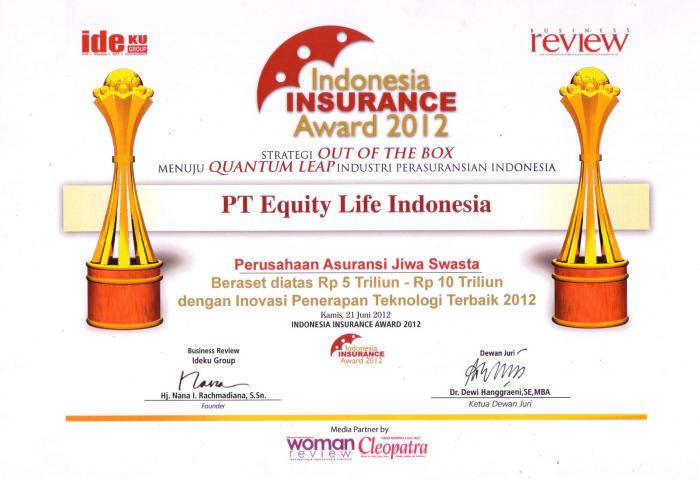 ide KU
GROUP
BUSINESS
review
Indonesia
INSURANCE
Award 2012
STRATEGI OUT OF THE BOX
MENUJU QUANTUM LEAP INDUSTRI PERASURANSIAN INDONESIA
PT Equity Life Indonesia
Perusahaan Asuransi Jiwa Swasta
Beraset diatas Rp 5 Triliun - Rp 10 Triliun
dengan Inovasi Penerapan Teknologi Terbaik 2012
Kamis, 21 Juni 2012
INDONESIA INSURANCE AWARD 2012
Indonesia
INSURANCE
Award 2012
Business Review
Ideku Group
Hj. Nana I. Rachmadiana, S.Sn.
Founder
Dewan Juri
Dr. Dewi Hanggraeni,SE,MBA
Ketua Dewan Juri
Media Partner by
woman
review
Cleopatra